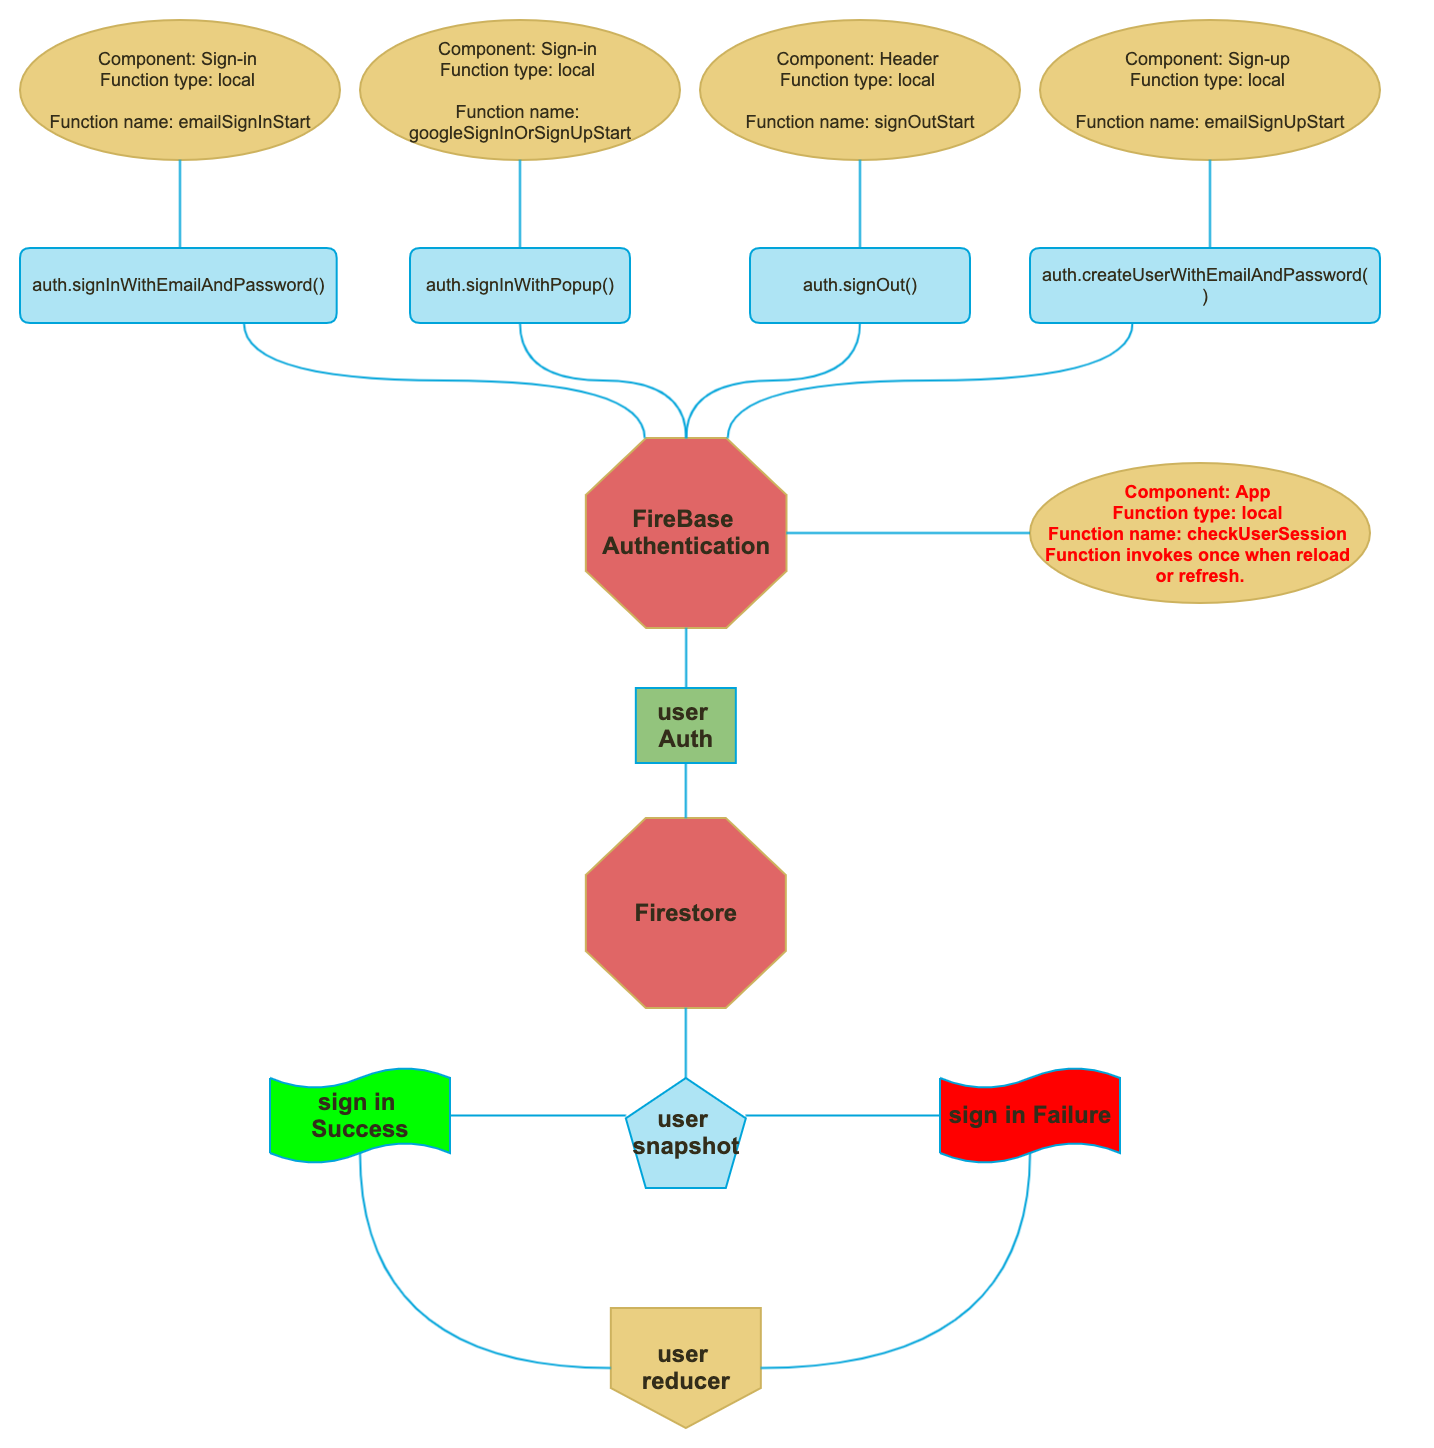 Component: Sign-in
Function type: local
Function name: emailSignInStart
Component: Sign-in
Function type: local
Function name:
googleSignInOrSignUpStart
Component: Header
Function type: local
Function name: signOutStart
Component: Sign-up
Function type: local
Function name: emailSignUpStart
auth.signInWithEmailAndPassword()
auth.signInWithPopup()
auth.signOut()
auth.createUserWithEmailAndPassword(
)
FireBase
Authentication
Component: App
Function type: local
Function name: checkUserSession
Function invokes once when reload
or refresh.
user
Auth
Firestore
sign in
Success
user
snapshot
sign in Failure
user
reducer